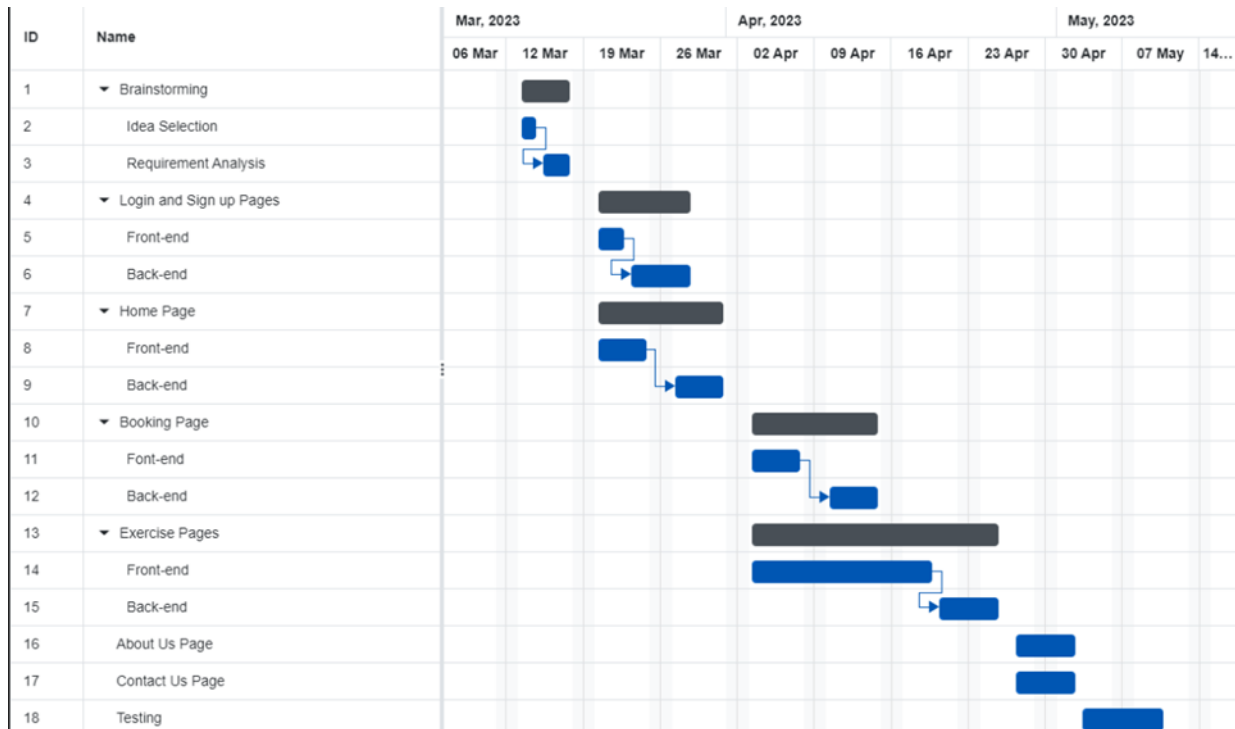 ID Name Mar, 2023 Apr, 2023 May, 2023
06 Mar 12 Mar 19 Mar 26 Mar 02 Apr 09 Apr 16 Apr 23 Apr 30 Apr 07 May 14...
1 Brainstorming
2 Idea Selection
3 Requirement Analysis
4 Login and Sign up Pages
5 Front-end
6 Back-end
7 Home Page
8 Front-end
9 Back-end
10 Booking Page
11 Font-end
12 Back-end
13 Exercise Pages
14 Front-end
15 Back-end
16 About Us Page
17 Contact Us Page
18 Testing